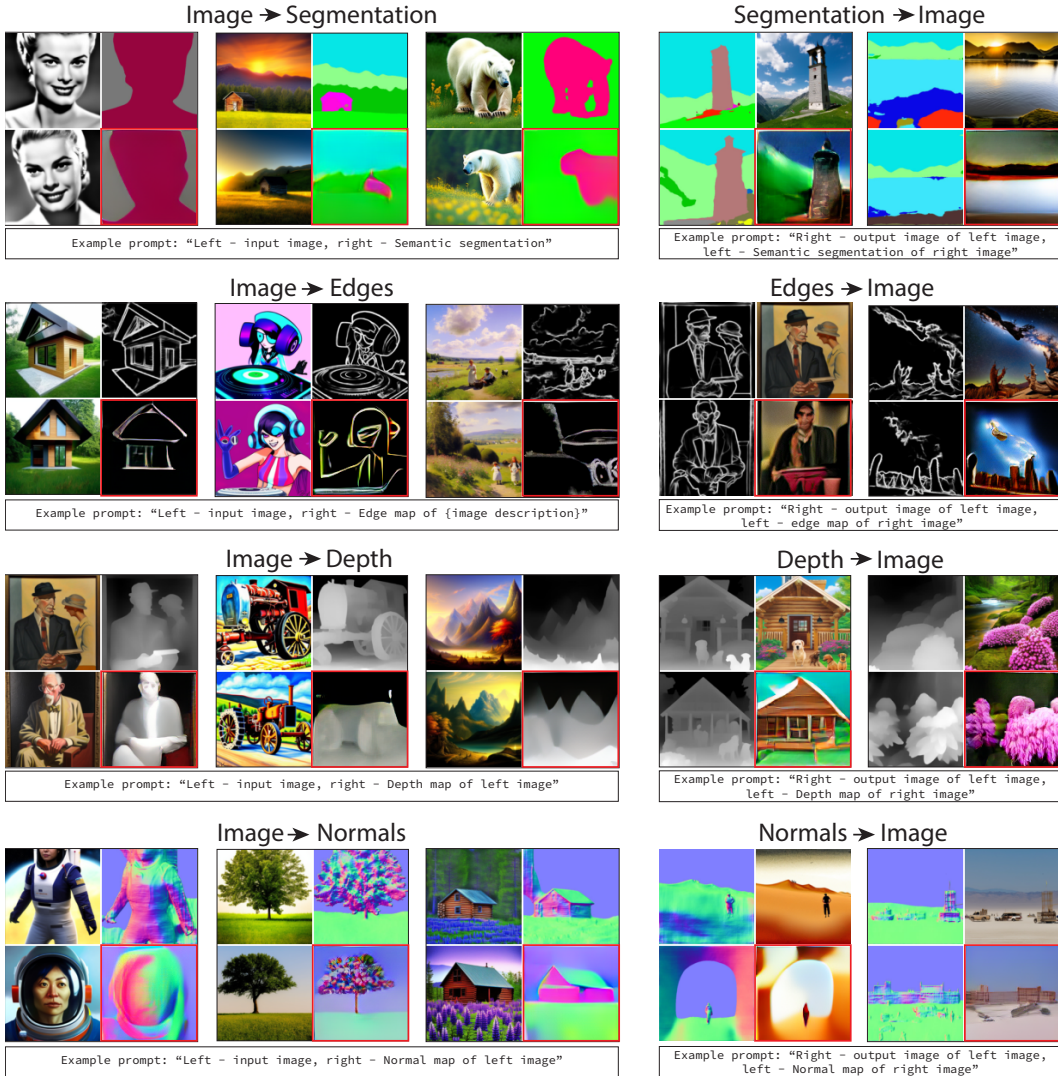 Image → Segmentation
Segmentation → Image
Example prompt: "Left - input image, right - Semantic segmentation"
Example prompt: "Right - output image of left image,
left - Semantic segmentation of right image"
Image → Edges
Edges → Image
Example prompt: "Left - input image, right - Edge map of {image description}"
Example prompt: "Right - output image of left image,
left - edge map of right image"
Image → Depth
Depth → Image
Example prompt: "Left - input image, right - Depth map of left image"
Example prompt: "Right - output image of left image,
left - Depth map of right image"
Image → Normals
Normals → Image
Example prompt: "Left - input image, right - Normal map of left image"
Example prompt: "Right - output image of left image,
left - Normal map of right image"